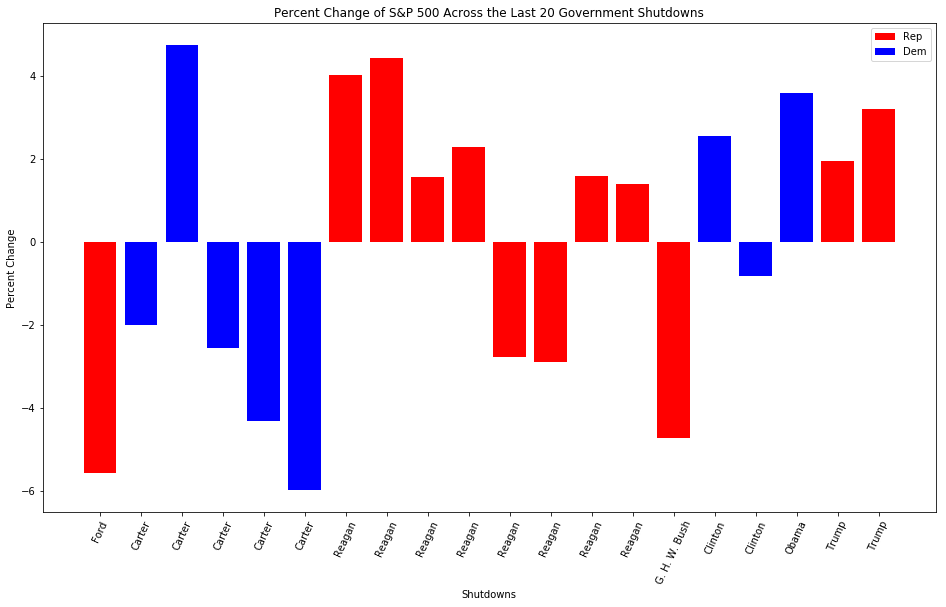 Percent Change of S&P 500 Across the Last 20 Government Shutdowns
Rep
Dem
Percent Change
4
2
0
−2
−4
−6
Ford
Carter
Carter
Carter
Carter
Carter
Reagan
Reagan
Reagan
Reagan
Reagan
Reagan
Reagan
Reagan
G. H. W. Bush
Clinton
Clinton
Obama
Trump
Trump
Shutdowns